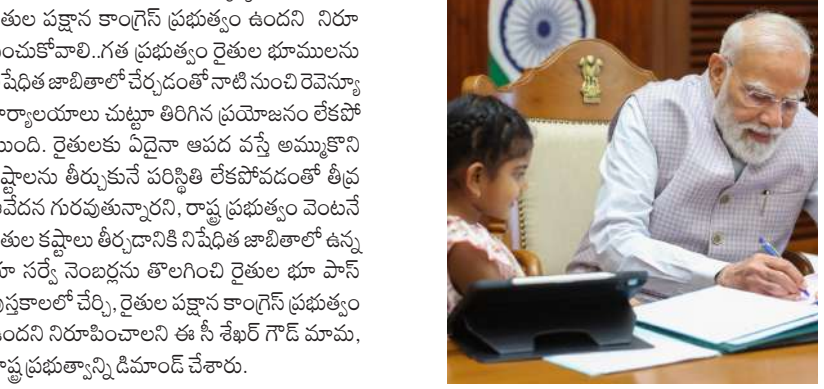 తుల పక్షాన కాంగ్రెస్ ప్రభుత్వం ఉందని నిరూ
ంచుకోవాలి..గత ప్రభుత్వం రైతుల భూములను
షేధిత జాబితాలో చేర్చడంతో నాటి నుంచి రెవెన్యూ
ార్యాలయాలు చుట్టూ తిరిగిన ప్రయోజనం లేకపో
యింది. రైతులకు ఏదైనా ఆపద వస్తే అమ్ముకొని
ష్టాలను తీర్చుకునే పరిస్థితి లేకపోవడంతో తీవ్ర
వేదన గురవుతున్నారని, రాష్ట్ర ప్రభుత్వం వెంటనే
తుల కష్టాలు తీర్చడానికి నిషేధిత జాబితాలో ఉన్న
సర్వే నెంబర్లను తొలగించి రైతుల భూ పాస్
స్తకాలలో చేర్చి, రైతుల పక్షాన కాంగ్రెస్ ప్రభుత్వం
ందని నిరూపించాలని ఈ సీ శేఖర్ గౌడ్ మామ,
ాష్ట్ర ప్రభుత్వాన్ని డిమాండ్ చేశారు.